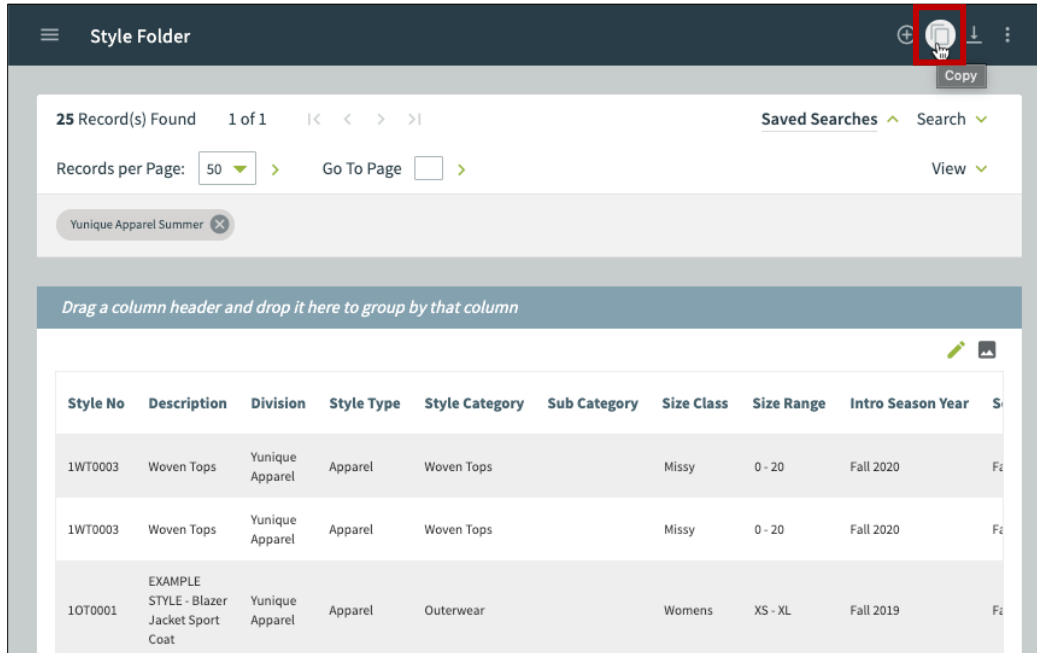 Style Folder
Copy
25 Record(s) Found 1 of 1 Saved Searches Search
Records per Page: 50 Go To Page View
Yunique Apparel Summer
Drag a column header and drop it here to group by that column
Style No Description Division Style Type Style Category Sub Category Size Class Size Range Intro Season Year
1WT0003 Woven Tops Yunique Apparel Apparel Woven Tops Missy 0 - 20 Fall 2020
1WT0003 Woven Tops Yunique Apparel Apparel Woven Tops Missy 0 - 20 Fall 2020
1OT0001 EXAMPLE STYLE - Blazer Jacket Sport Coat Yunique Apparel Apparel Outerwear Womens XS - XL Fall 2019